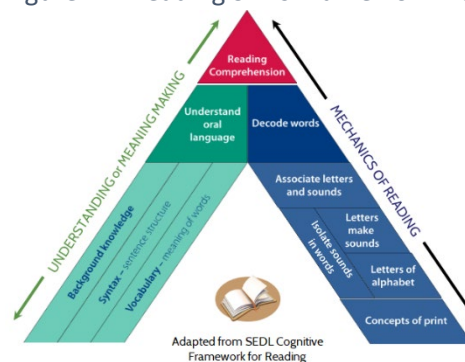 Reading
Comprehension
Understand
oral
language
Decode words
UNDERSTANDING or MEANING MAKING
MECHANICS OF READING
Background knowledge
Syntax – sentence structure
Vocabulary – meaning of words
Associate letters
and sounds
Isolate sounds
in words
Letters
make
sounds
Letters of
alphabet
Concepts of print
Adapted from SEDL Cognitive
Framework for Reading